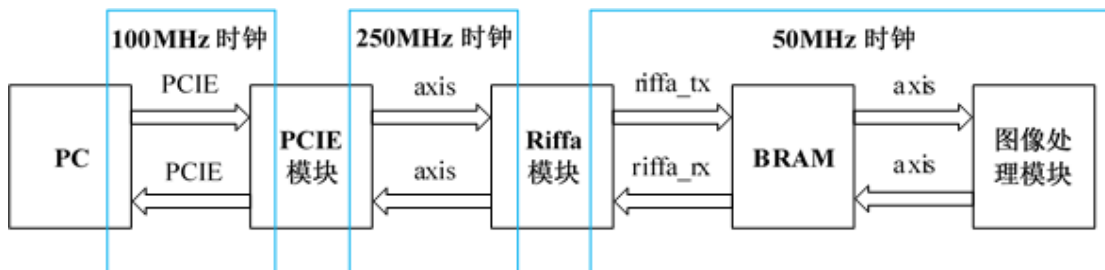 100MHz 时钟
250MHz 时钟
50MHz 时钟
PCIE
axis
riffa_tx
axis
PC
PCIE
模块
Riffa
模块
BRAM
图像处
理模块
PCIE
axis
riffa_rx
axis